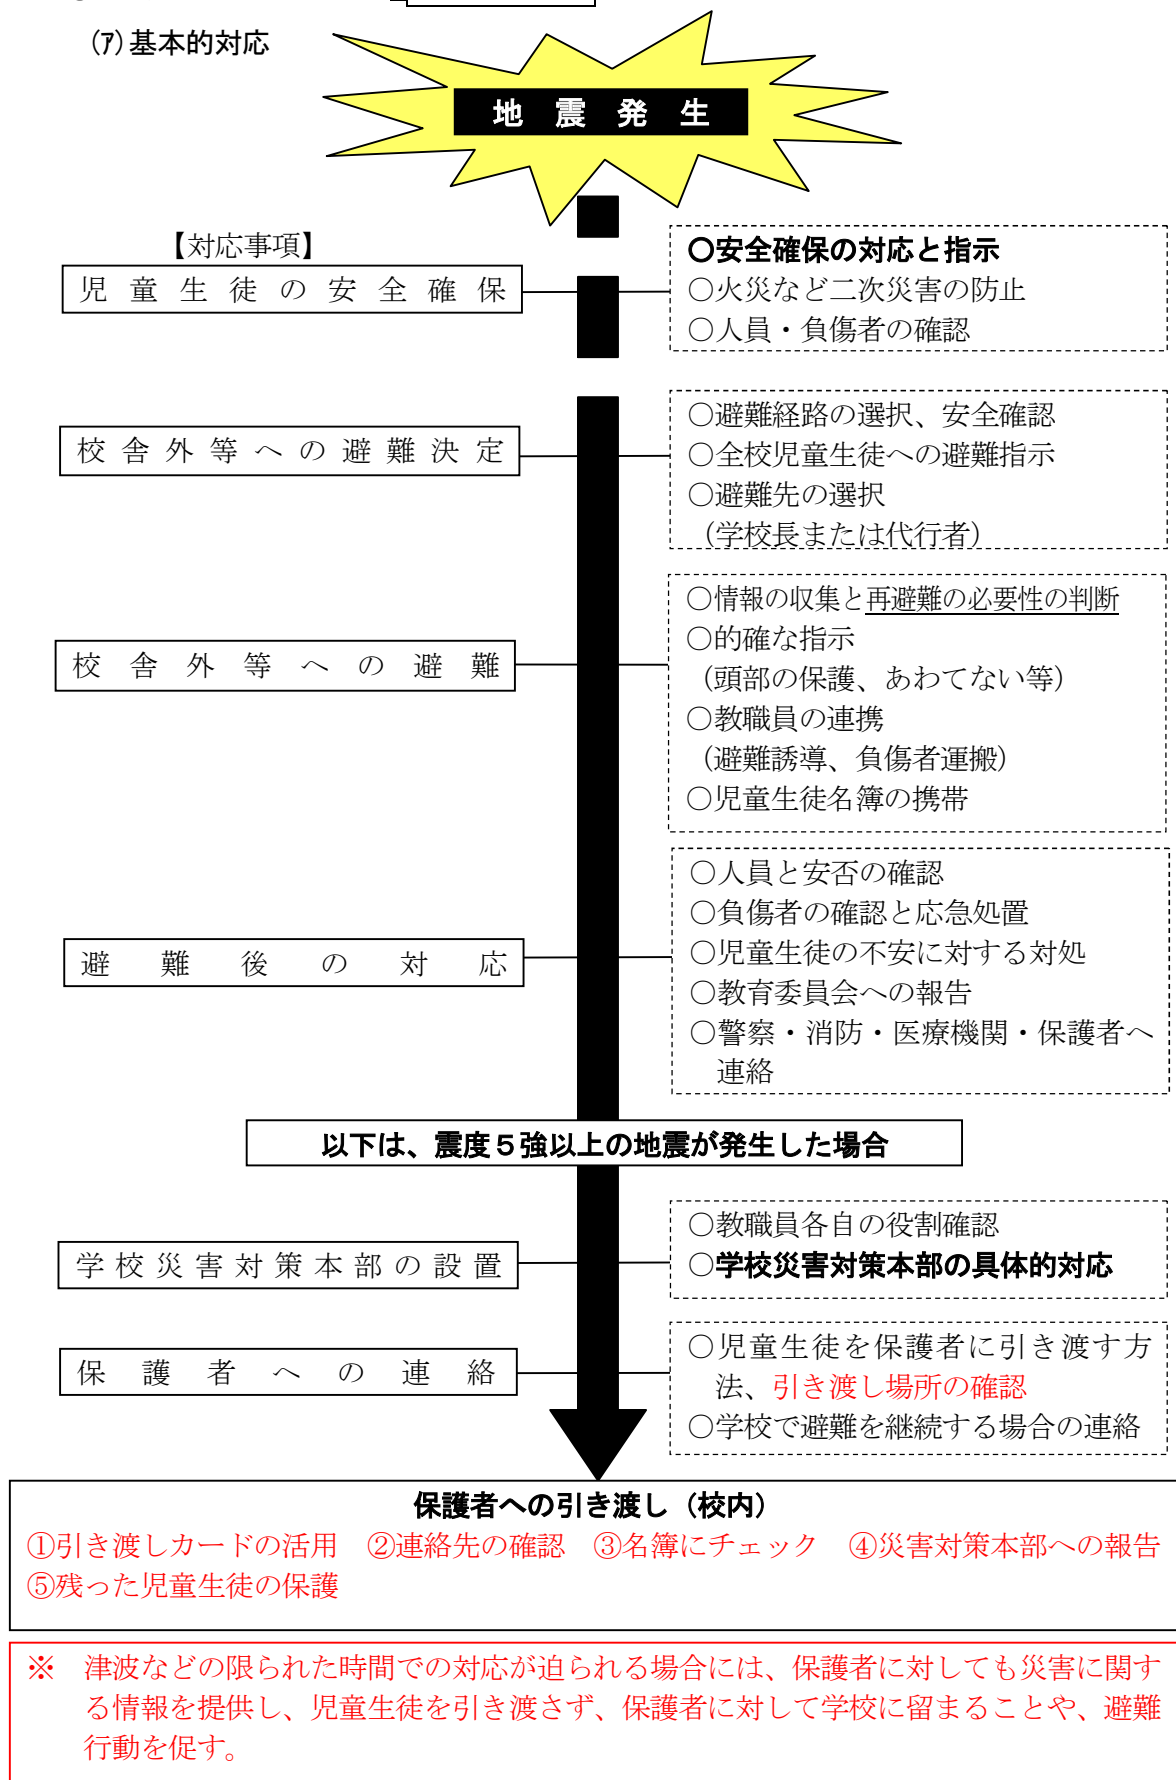 (ｱ)基本的対応
地震発生
【対応事項】
児童生徒の安全確保
○安全確保の対応と指示
○火災など二次災害の防止
○人員・負傷者の確認
校舎外等への避難決定
○避難経路の選択、安全確認
○全校児童生徒への避難指示
○避難先の選択
（学校長または代行者）
校舎外等への避難
○情報の収集と再避難の必要性の判断
○的確な指示
（頭部の保護、あわてない等）
○教職員の連携
（避難誘導、負傷者運搬）
○児童生徒名簿の携帯
避難後の対応
○人員と安否の確認
○負傷者の確認と応急処置
○児童生徒の不安に対する対処
○教育委員会への報告
○警察・消防・医療機関・保護者へ
連絡
以下は、震度５強以上の地震が発生した場合
学校災害対策本部の設置
○教職員各自の役割確認
○学校災害対策本部の具体的対応
保護者への連絡
○児童生徒を保護者に引き渡す方
法、引き渡し場所の確認
○学校で避難を継続する場合の連絡
保護者への引き渡し（校内）
①引き渡しカードの活用　②連絡先の確認　③名簿にチェック　④災害対策本部への報告
⑤残った児童生徒の保護
※　津波などの限られた時間での対応が迫られる場合には、保護者に対しても災害に関す
る情報を提供し、児童生徒を引き渡さず、保護者に対して学校に留まることや、避難
行動を促す。